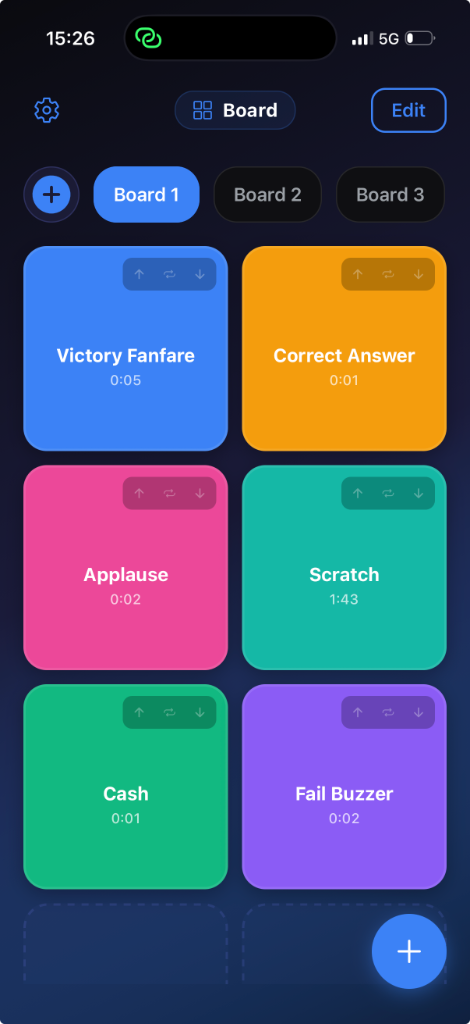 15:26
5G
Board
Edit
Board 1
Board 2
Board 3
Victory Fanfare
0:05
Correct Answer
0:01
Applause
0:02
Scratch
1:43
Cash
0:01
Fail Buzzer
0:02